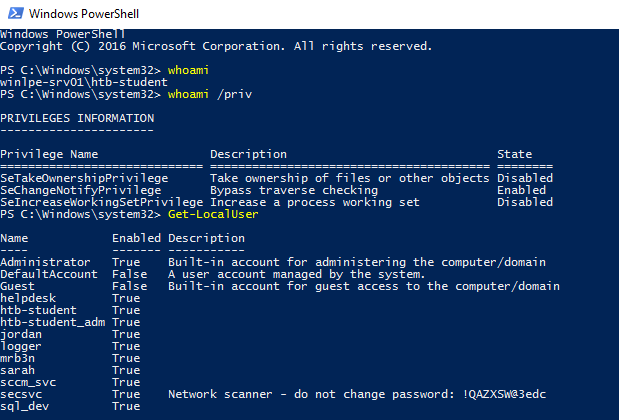 Windows PowerShell
Windows PowerShell
Copyright (C) 2016 Microsoft Corporation. All rights reserved.
PS C:\Windows\system32> whoami
winlpe-srv01\htb-student
PS C:\Windows\system32> whoami /priv
PRIVILEGES INFORMATION
----------------------
Privilege Name                Description                              State
============================= ======================================== ========
SeTakeOwnershipPrivilege      Take ownership of files or other objects Disabled
SeChangeNotifyPrivilege       Bypass traverse checking                 Enabled
SeIncreaseWorkingSetPrivilege Increase a process working set           Disabled
PS C:\Windows\system32> Get-LocalUser
Name            Enabled Description
----            ------- -----------
Administrator   True    Built-in account for administering the computer/domain
DefaultAccount  False   A user account managed by the system.
Guest           False   Built-in account for guest access to the computer/domain
helpdesk        True
htb-student     True
htb-student_adm True
jordan          True
logger          True
mrb3n           True
sarah           True
sccm_svc        True
secsvc          True    Network scanner - do not change password: !QAZXSW@3edc
sql_dev         True